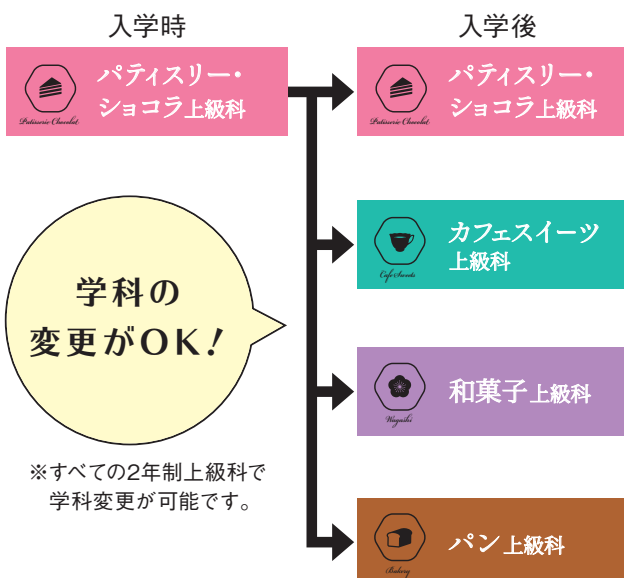 入学時
入学後
パティスリー・
ショコラ上級科
Patisserie Chocolat
パティスリー・
ショコラ上級科
Patisserie Chocolat
カフェスイーツ
上級科
Cafe Sweets
学科の
変更がOK!
和菓子上級科
Wagashi
※すべての2年制上級科で
学科変更が可能です。
パン上級科
Bakery